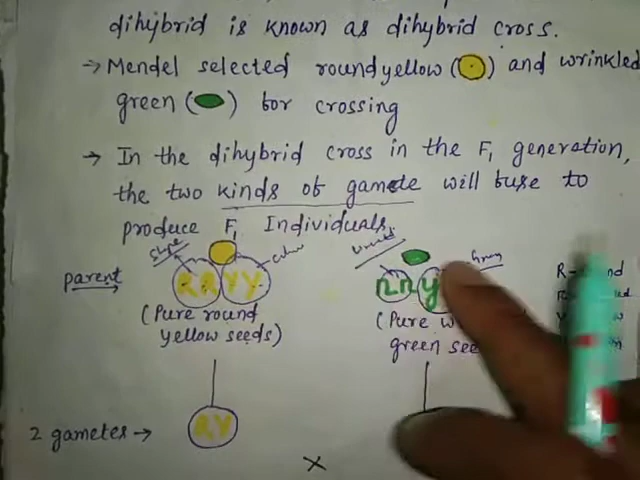 dihybrid is known as dihybrid cross.
→ Mendel selected round yellow ( ) and wrinkled
green ( ) for crossing
→ In the dihybrid cross in the F1 generation,
the two kinds of gamete will fuse to
produce F1 Individuals.
Shape
parent
RRYY
(Pure round
yellow seeds)
rry
(Pure w
green see
R-
2 gametes →
RY
×